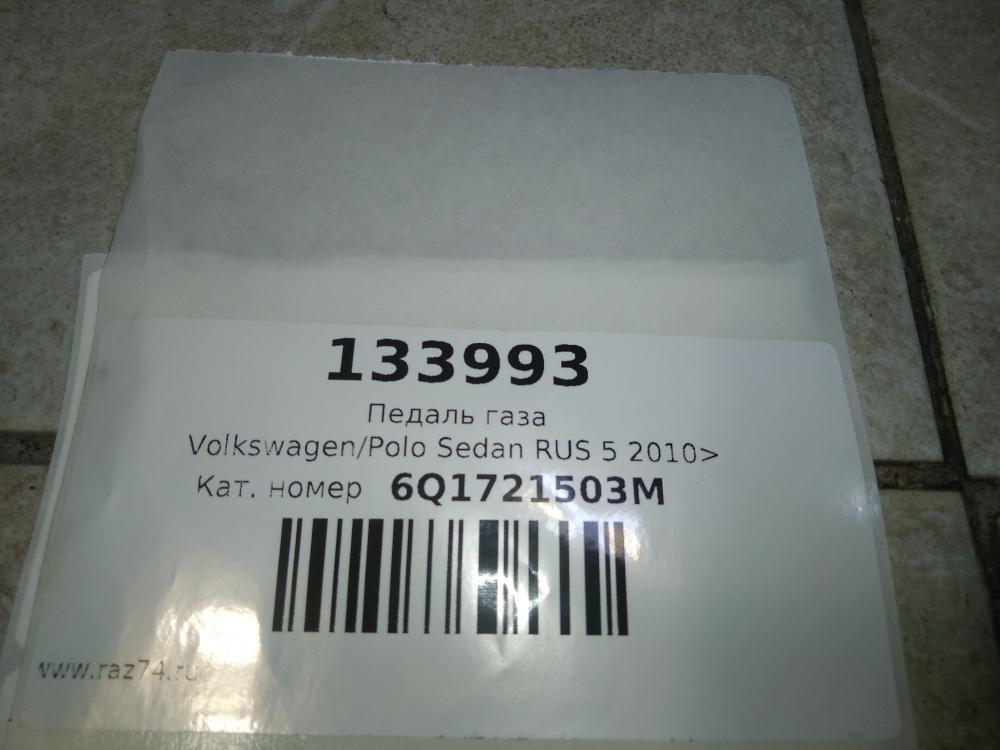 133993
Педаль газа
Volkswagen/Polo Sedan RUS 5 2010>
Кат. номер 6Q1721503M
www.raz74.ru